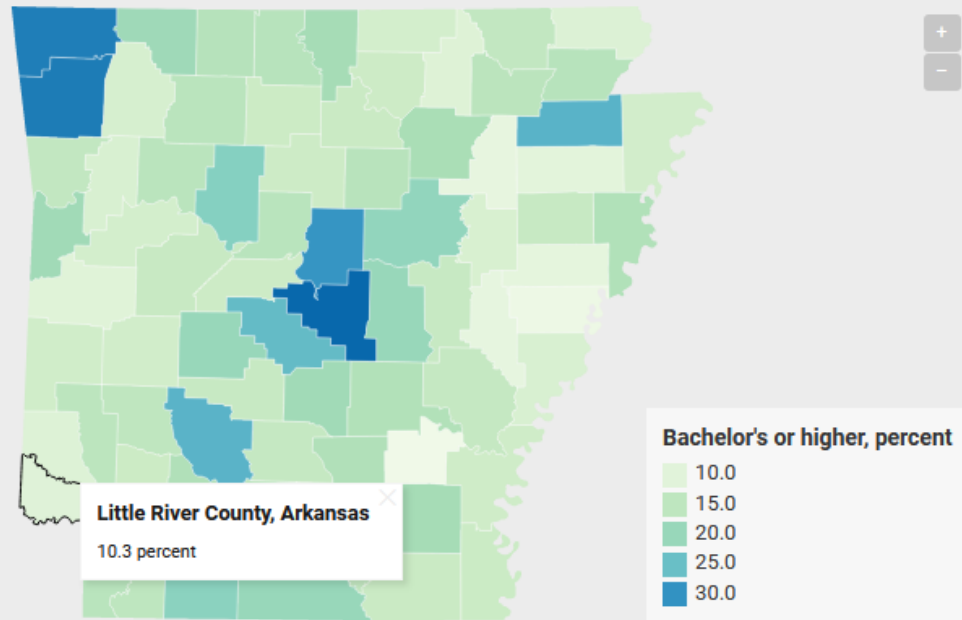 +
−
Bachelor's or higher, percent
10.0
15.0
20.0
25.0
30.0
Little River County, Arkansas
10.3 percent